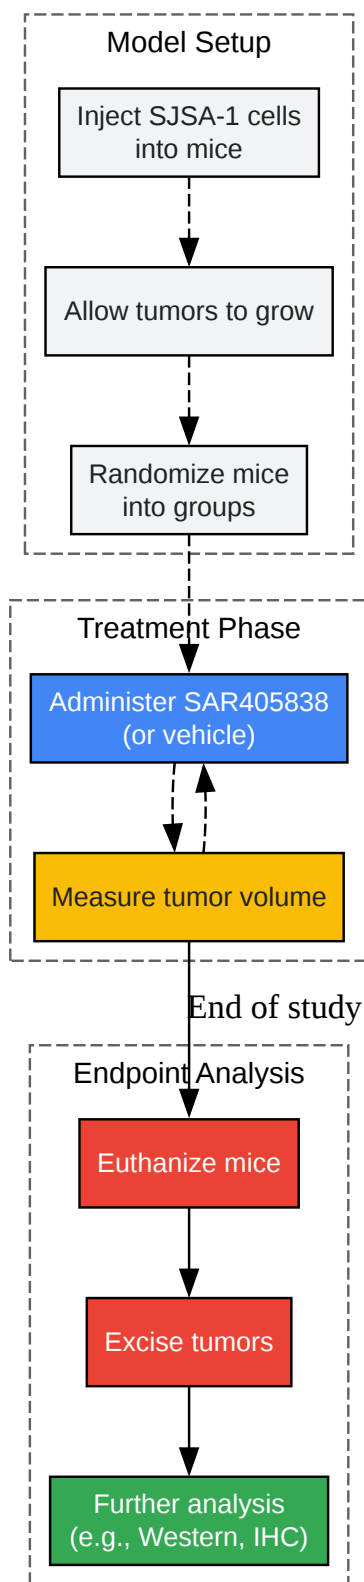 Model Setup
Inject SJSA-1 cells
into mice
Allow tumors to grow
Randomize mice
into groups
Treatment Phase
Administer SAR405838
(or vehicle)
Measure tumor volume
End of study
Endpoint Analysis
Euthanize mice
Excise tumors
Further analysis
(e.g., Western, IHC)